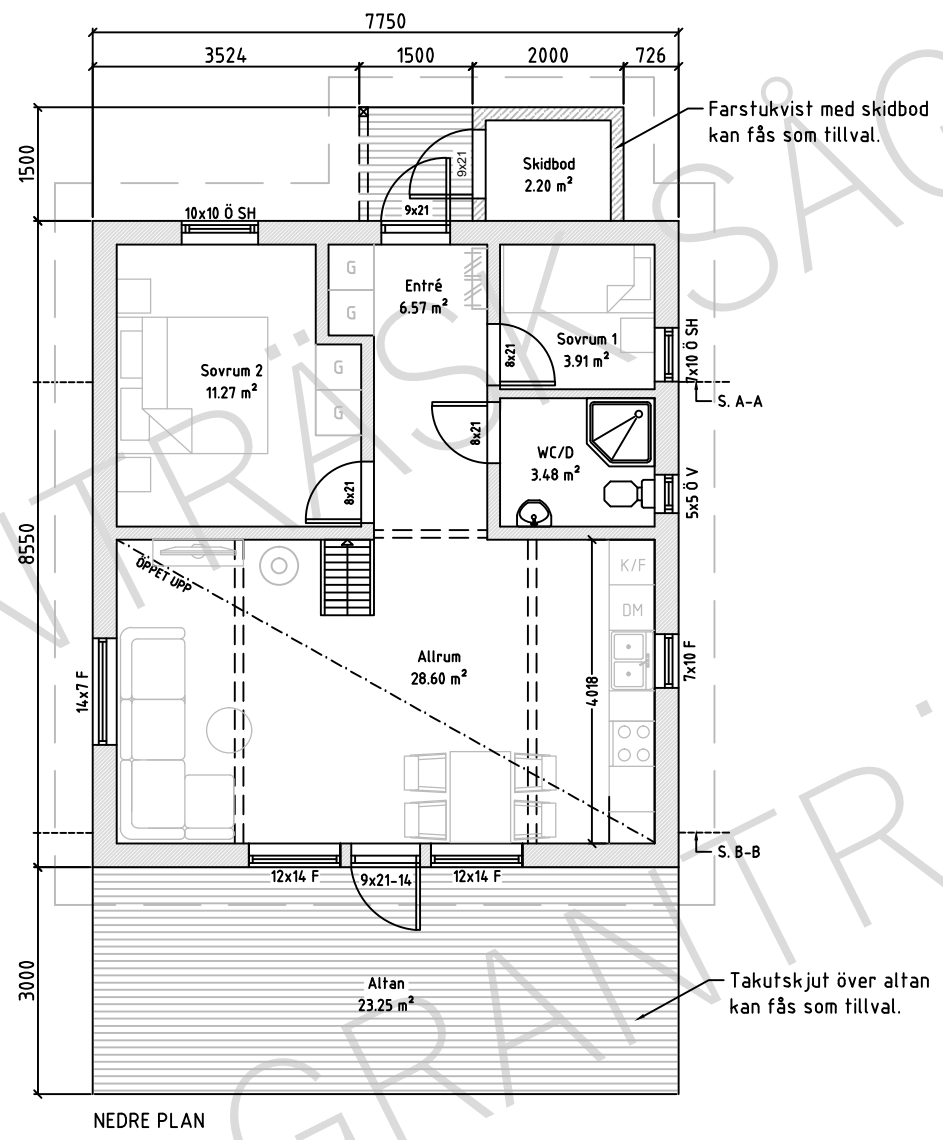 7750
3524
1500
2000
726
Farstukvist med skidbod
kan fås som tillval.
1500
9x21
Skidbod
2.20 m²
10x10 Ö SH
9x21
G
G
Entré
6.57 m²
Sovrum 1
3.91 m²
7x10 Ö SH
8x21
G
G
Sovrum 2
11.27 m²
S. A-A
8x21
WC/D
3.48 m²
5x5 Ö V
8x21
8550
ÖPPET UPP
K/F
DM
Allrum
28.60 m²
14x7 F
4018
7x10 F
S. B-B
12x14 F
9x21-14
12x14 F
3000
Altan
23.25 m²
Takutskjut över altan
kan fås som tillval.
NEDRE PLAN